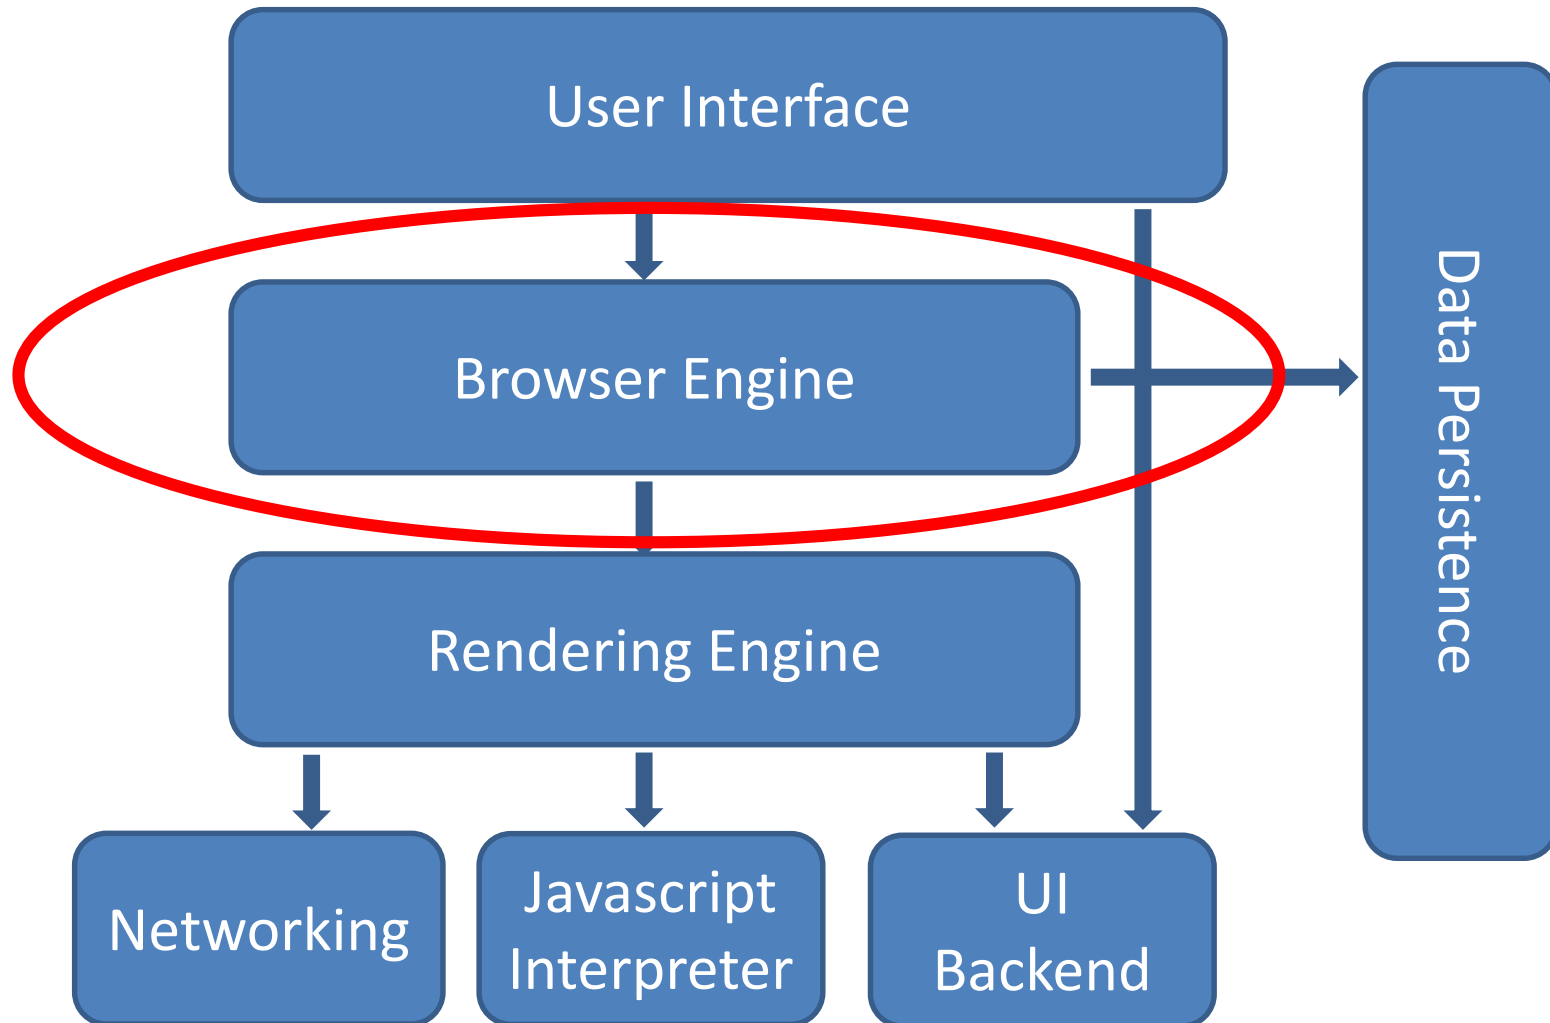 User Interface
Browser Engine
Data Persistence
Rendering Engine
Networking
Javascript
Interpreter
UI
Backend